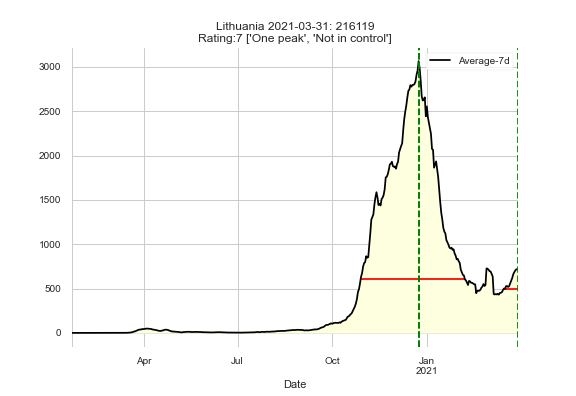 Lithuania 2021-03-31: 216119
Rating:7 ['One peak', 'Not in control']
Average-7d
3000
2500
2000
1500
1000
500
0
Apr
Jul
Oct
Jan
2021
Date